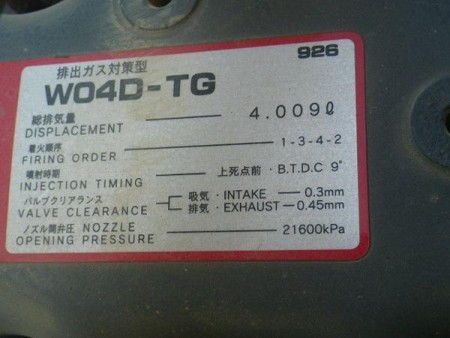 排出ガス対策型
926
W04D-TG
総排気量
DISPLACEMENT — 4.009ℓ
着火順序
FIRING ORDER — 1-3-4-2
噴射時期
INJECTION TIMING — 上死点前・B.T.D.C 9°
バルブクリアランス
VALVE CLEARANCE
吸気・INTAKE — 0.3mm
排気・EXHAUST — 0.45mm
ノズル開弁圧 NOZZLE
OPENING PRESSURE — 21600kPa